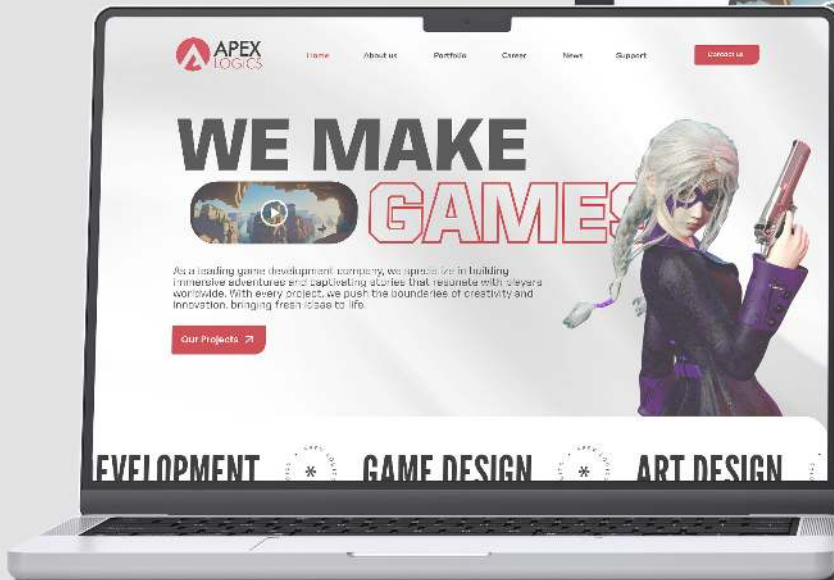 APEX
LOGICS
Home About us Portfolio Career News Support Contact us
WE MAKE
GAMES
As a leading game development company, we specialize in building
immersive adventures and captivating stories that resonate with players
worldwide. With every project, we push the bounderies of creativity and
innovation, bringing fresh ideas to life.
Our Projects
EVELOPMENT GAME DESIGN ART DESIGN